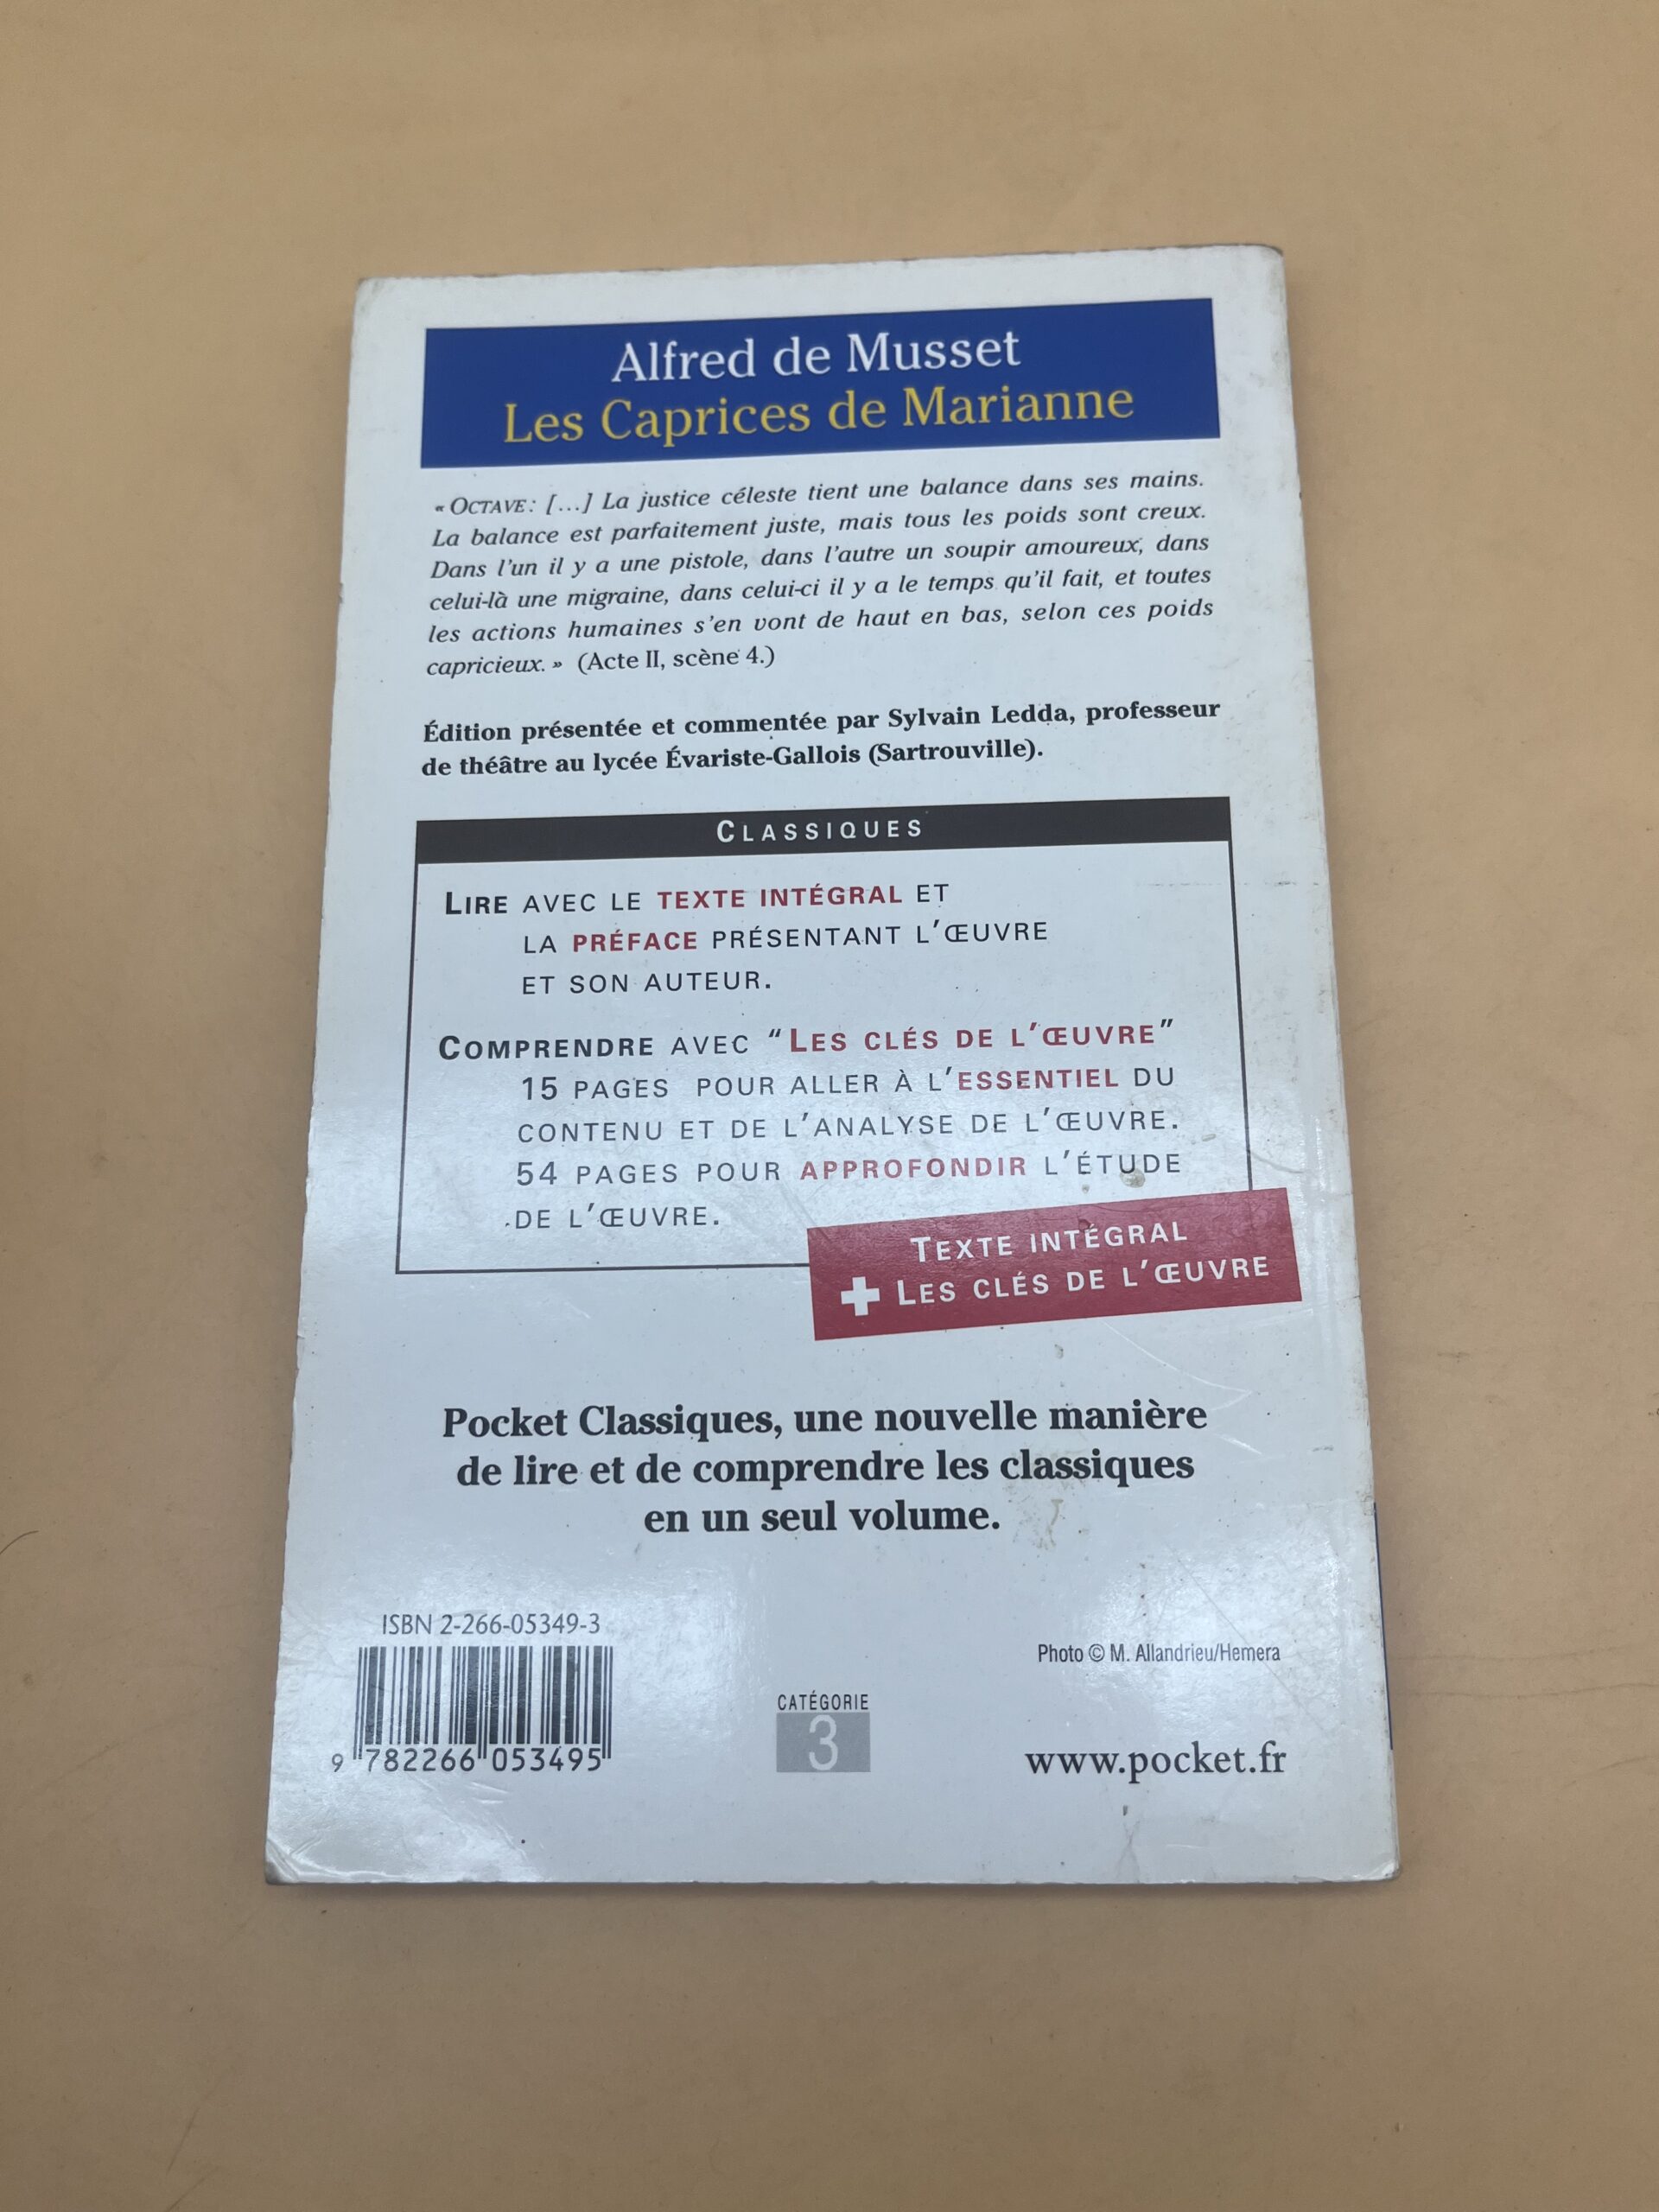 Alfred de Musset
Les Caprices de Marianne
« OCTAVE : [...] La justice céleste tient une balance dans ses mains.
La balance est parfaitement juste, mais tous les poids sont creux.
Dans l'un il y a une pistole, dans l'autre un soupir amoureux, dans
celui-là une migraine, dans celui-ci il y a le temps qu'il fait, et toutes
les actions humaines s'en vont de haut en bas, selon ces poids
capricieux. » (Acte II, scène 4.)
Édition présentée et commentée par Sylvain Ledda, professeur
de théâtre au lycée Évariste-Gallois (Sartrouville).
CLASSIQUES
LIRE AVEC LE TEXTE INTÉGRAL ET
LA PRÉFACE PRÉSENTANT L'ŒUVRE
ET SON AUTEUR.
COMPRENDRE AVEC "LES CLÉS DE L'ŒUVRE"
15 PAGES POUR ALLER À L'ESSENTIEL DU
CONTENU ET DE L'ANALYSE DE L'ŒUVRE.
54 PAGES POUR APPROFONDIR L'ÉTUDE
DE L'ŒUVRE.
TEXTE INTÉGRAL
+ LES CLÉS DE L'ŒUVRE
Pocket Classiques, une nouvelle manière
de lire et de comprendre les classiques
en un seul volume.
ISBN 2-266-05349-3
9 782266 053495
CATÉGORIE
3
Photo © M. Allandrieu/Hemera
www.pocket.fr